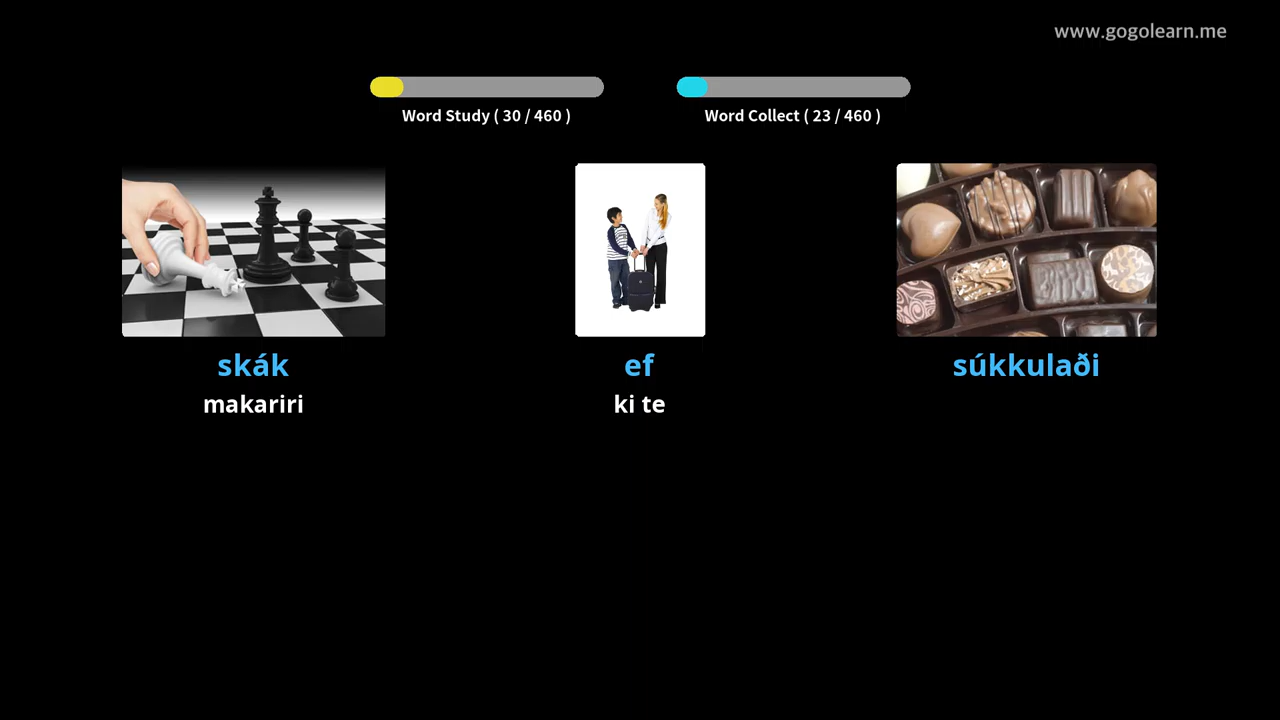 www.gogolearn.me
Word Study ( 30 / 460 )
Word Collect ( 23 / 460 )
skák
makariri
ef
ki te
súkkulaði